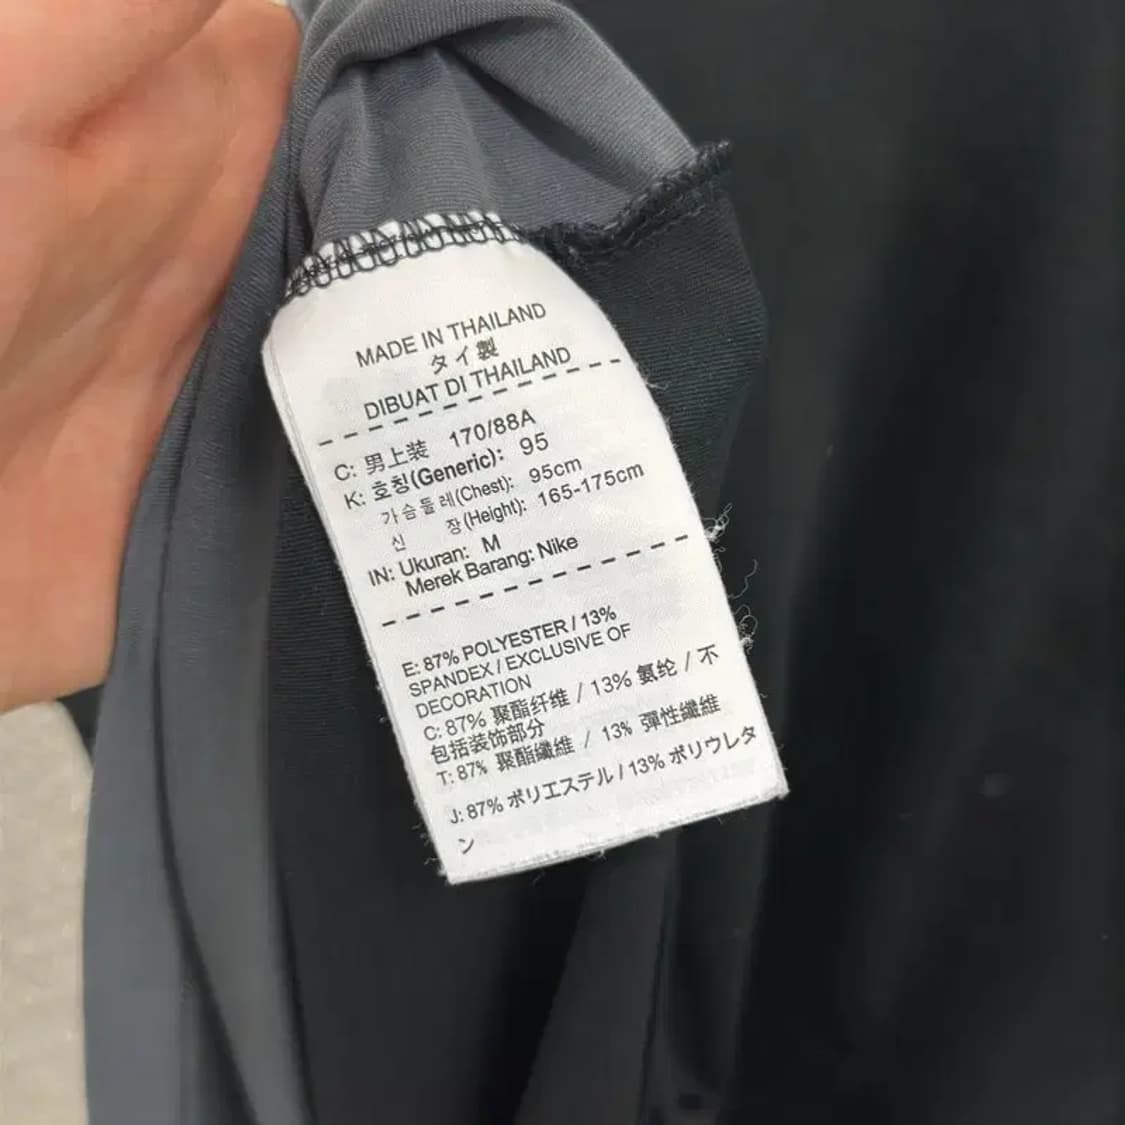 MADE IN THAILAND
タイ製
DIBUAT DI THAILAND
C: 男上装 170/88A
K: 호칭(Generic): 95
가슴둘레(Chest): 95cm
신 장(Height): 165-175cm
IN: Ukuran: M
Merek Barang: Nike
E: 87% POLYESTER / 13%
SPANDEX / EXCLUSIVE OF
DECORATION
C: 87% 聚酯纤维 / 13% 氨纶 / 不
包括装饰部分
T: 87% 聚酯纖維 / 13% 彈性纖維
J: 87% ポリエステル / 13% ポリウレタ
ン